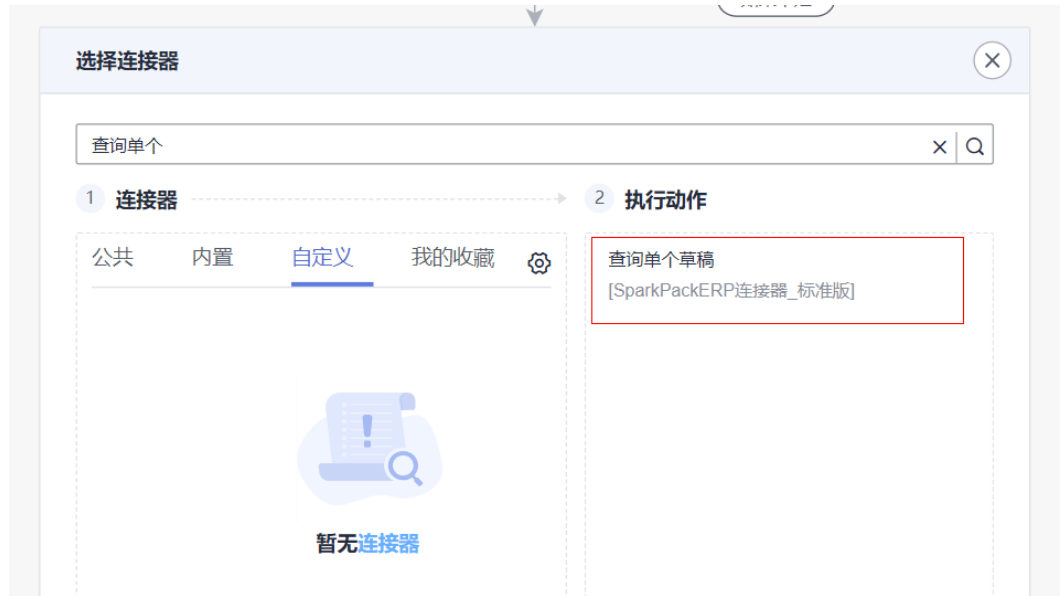 选择连接器
查询单个
1 连接器
2 执行动作
公共 内置 自定义 我的收藏
查询单个草稿
[SparkPackERP连接器_标准版]
暂无连接器